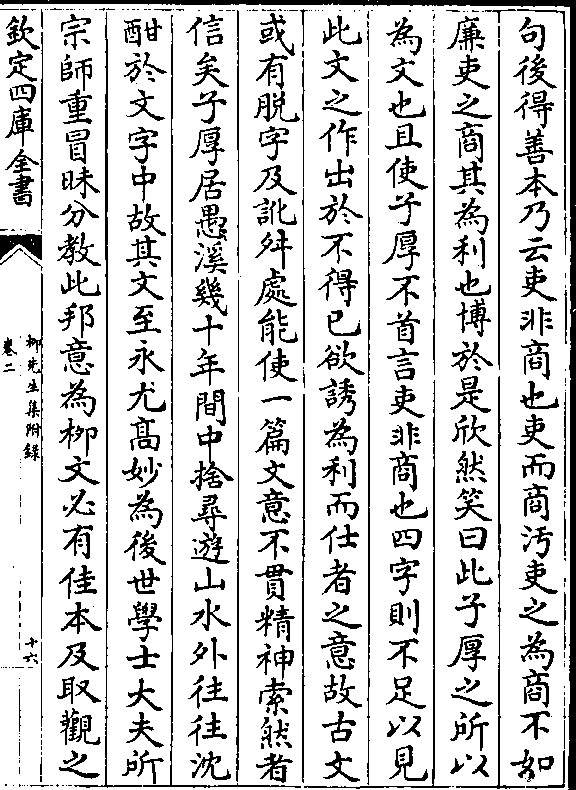 句後得善本乃云吏非商也吏而商汚吏之為商不如
廉吏之商其為利也博於是欣然笑曰此子厚之所以
為文也且使子厚不首言吏非商也四字則不足以見
此文之作出於不得已欲誘為利而仕者之意故古文
或有脱字及訛舛處能使一篇文意不貫精神索然者
信矣子厚居愚溪幾十年間中捨尋遊山水外往往沈
酣於文字中故其文至永尤高妙為後世學士大夫所
宗師重冒昧分教此邦意為柳文必有佳本及取觀之
欽定四庫全書
柳先生集附錄
卷二
十六